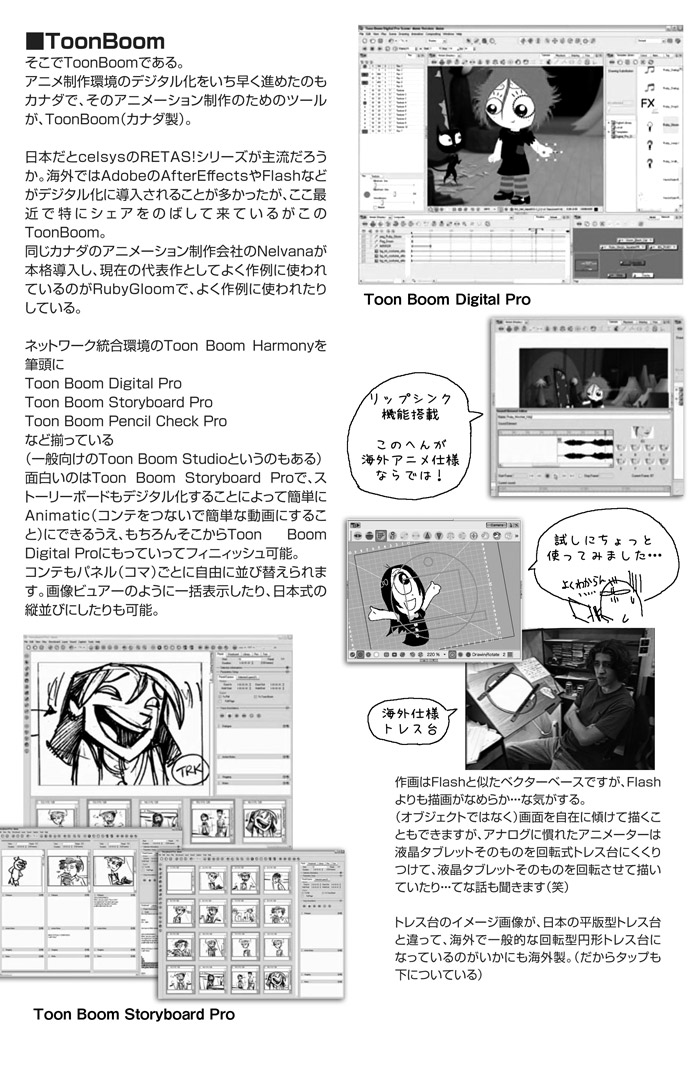 ■ToonBoom
そこでToonBoomである。
アニメ制作環境のデジタル化をいち早く進めたのも
カナダで、そのアニメーション制作のためのツール
が、ToonBoom（カナダ製）。
日本だとcelsysのRETAS!シリーズが主流だろう
か。海外ではAdobeのAfterEffectsやFlashなど
がデジタル化に導入されることが多かったが、ここ最
近で特にシェアをのばして来ているがこの
ToonBoom。
同じカナダのアニメーション制作会社のNelvanaが
本格導入し、現在の代表作としてよく作例に使われ
ているのがRubyGloomで、よく作例に使われたり
している。
ネットワーク統合環境のToon Boom Harmonyを
筆頭に
Toon Boom Digital Pro
Toon Boom Storyboard Pro
Toon Boom Pencil Check Pro
など揃っている
（一般向けのToon Boom Studioというのもある）
面白いのはToon Boom Storyboard Proで、ス
トーリーボードもデジタル化することによって簡単に
Animatic（コンテをつないで簡単な動画にするこ
と）にできるうえ、もちろんそこからToon Boom
Digital Proにもっていってフィニィッシュ可能。
コンテもパネル（コマ）ごとに自由に並び替えられま
す。画像ビュアーのように一括表示したり、日本式の
縦並びにしたりも可能。
TRK
Toon Boom Storyboard Pro
FX
Toon Boom Digital Pro
リップシンク
機能搭載
このへんが
海外アニメ仕様
ならでは！
試しにちょっと
使ってみました…
よくわからん
220 %
DrawingRotate 2
海外仕様
トレス台
作画はFlashと似たベクターベースですが、Flash
よりも描画がなめらか…な気がする。
（オブジェクトではなく）画面を自在に傾けて描くこ
ともできますが、アナログに慣れたアニメーターは
液晶タブレットそのものを回転式トレス台にくくり
つけて、液晶タブレットそのものを回転させて描い
ていたり…てな話も聞きます（笑）
トレス台のイメージ画像が、日本の平版型トレス台
と違って、海外で一般的な回転型円形トレス台に
なっているのがいかにも海外製。（だからタップも
下についている）